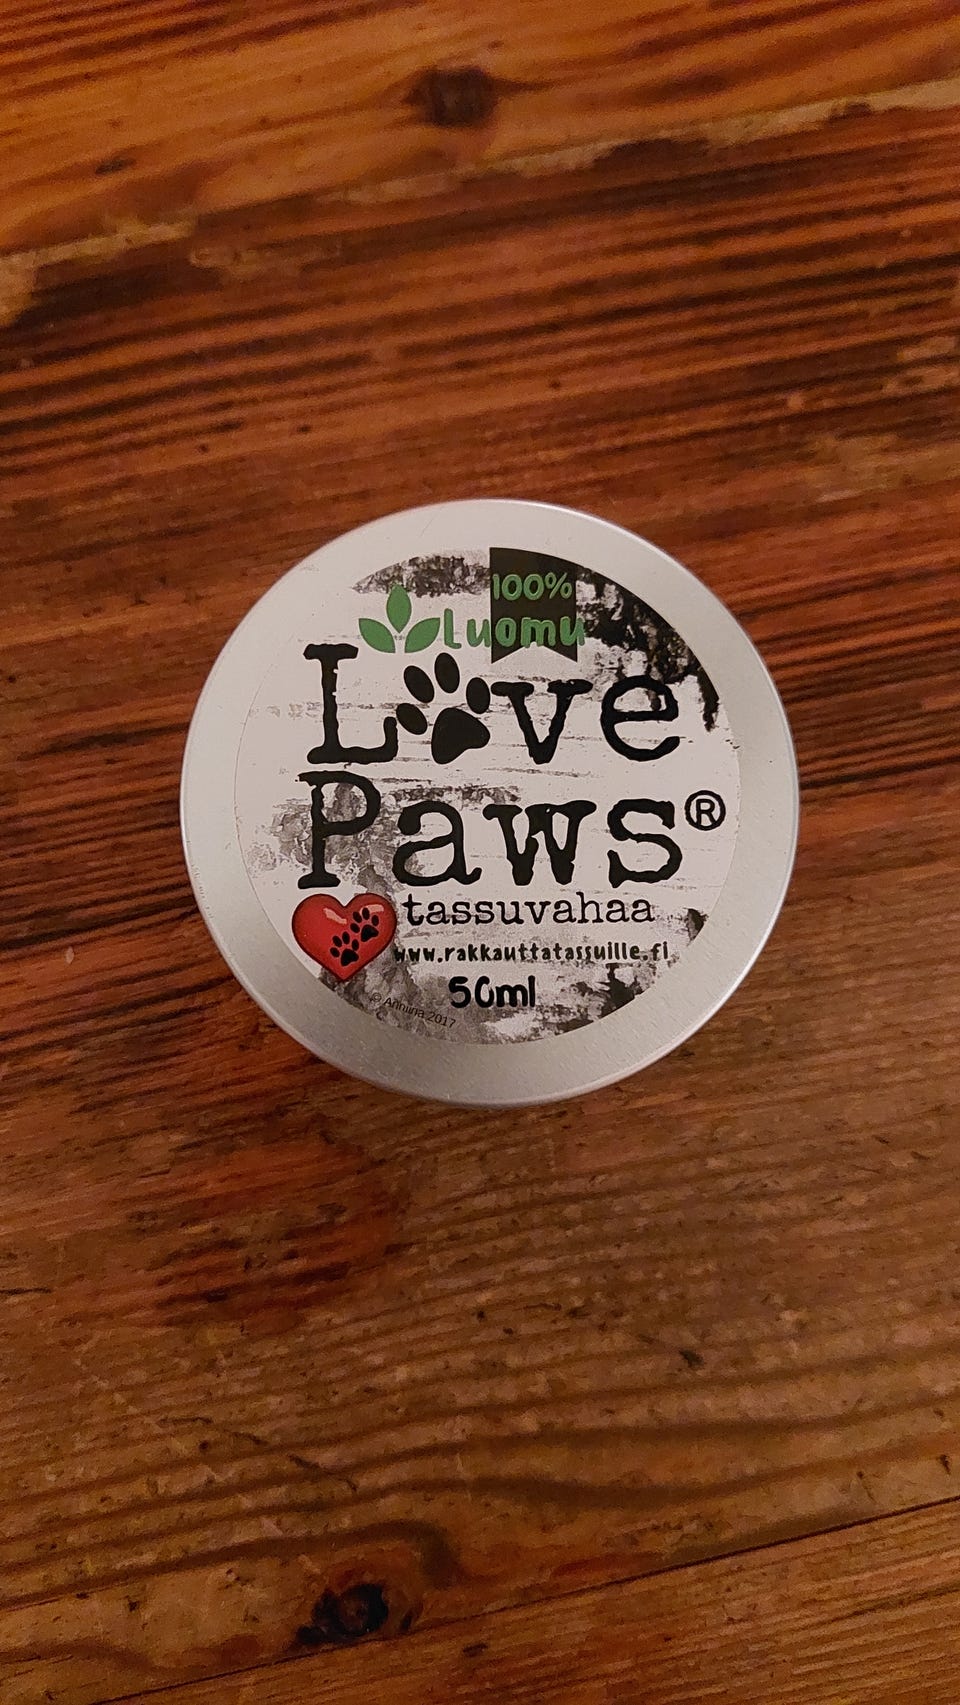 100%
Luomu
Love
Paws®
tassuvahaa
www.rakkauttatassuille.fi
50ml
© Anniina 2017